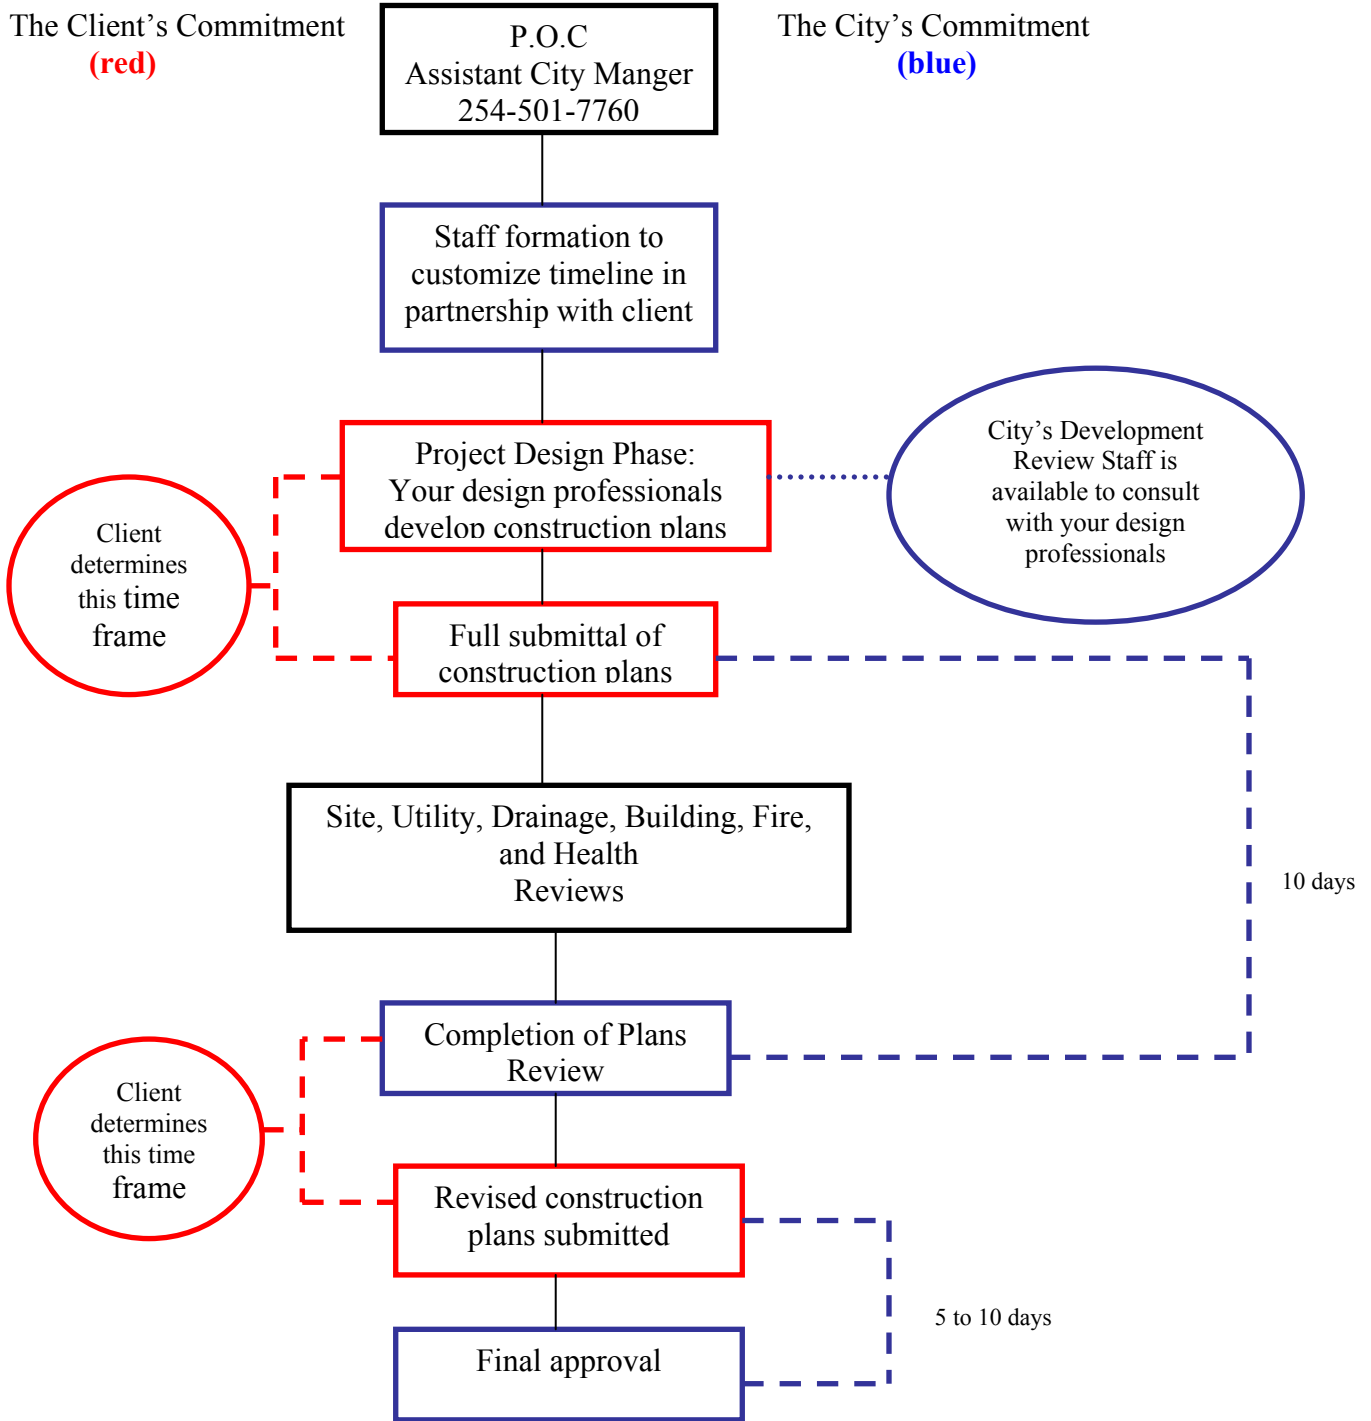 The Client's Commitment
(red)
P.O.C
Assistant City Manger
254-501-7760
The City's Commitment
(blue)
Staff formation to
customize timeline in
partnership with client
Project Design Phase:
Your design professionals
develop construction plans
City's Development
Review Staff is
available to consult
with your design
professionals
Client
determines
this time
frame
Full submittal of
construction plans
Site, Utility, Drainage, Building, Fire,
and Health
Reviews
10 days
Completion of Plans
Review
Client
determines
this time
frame
Revised construction
plans submitted
5 to 10 days
Final approval